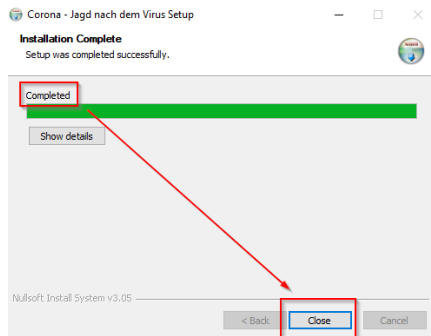 Corona - Jagd nach dem Virus Setup
Installation Complete
Setup was completed successfully.
Completed
Show details
Nullsoft Install System v3.05
< Back
Close
Cancel